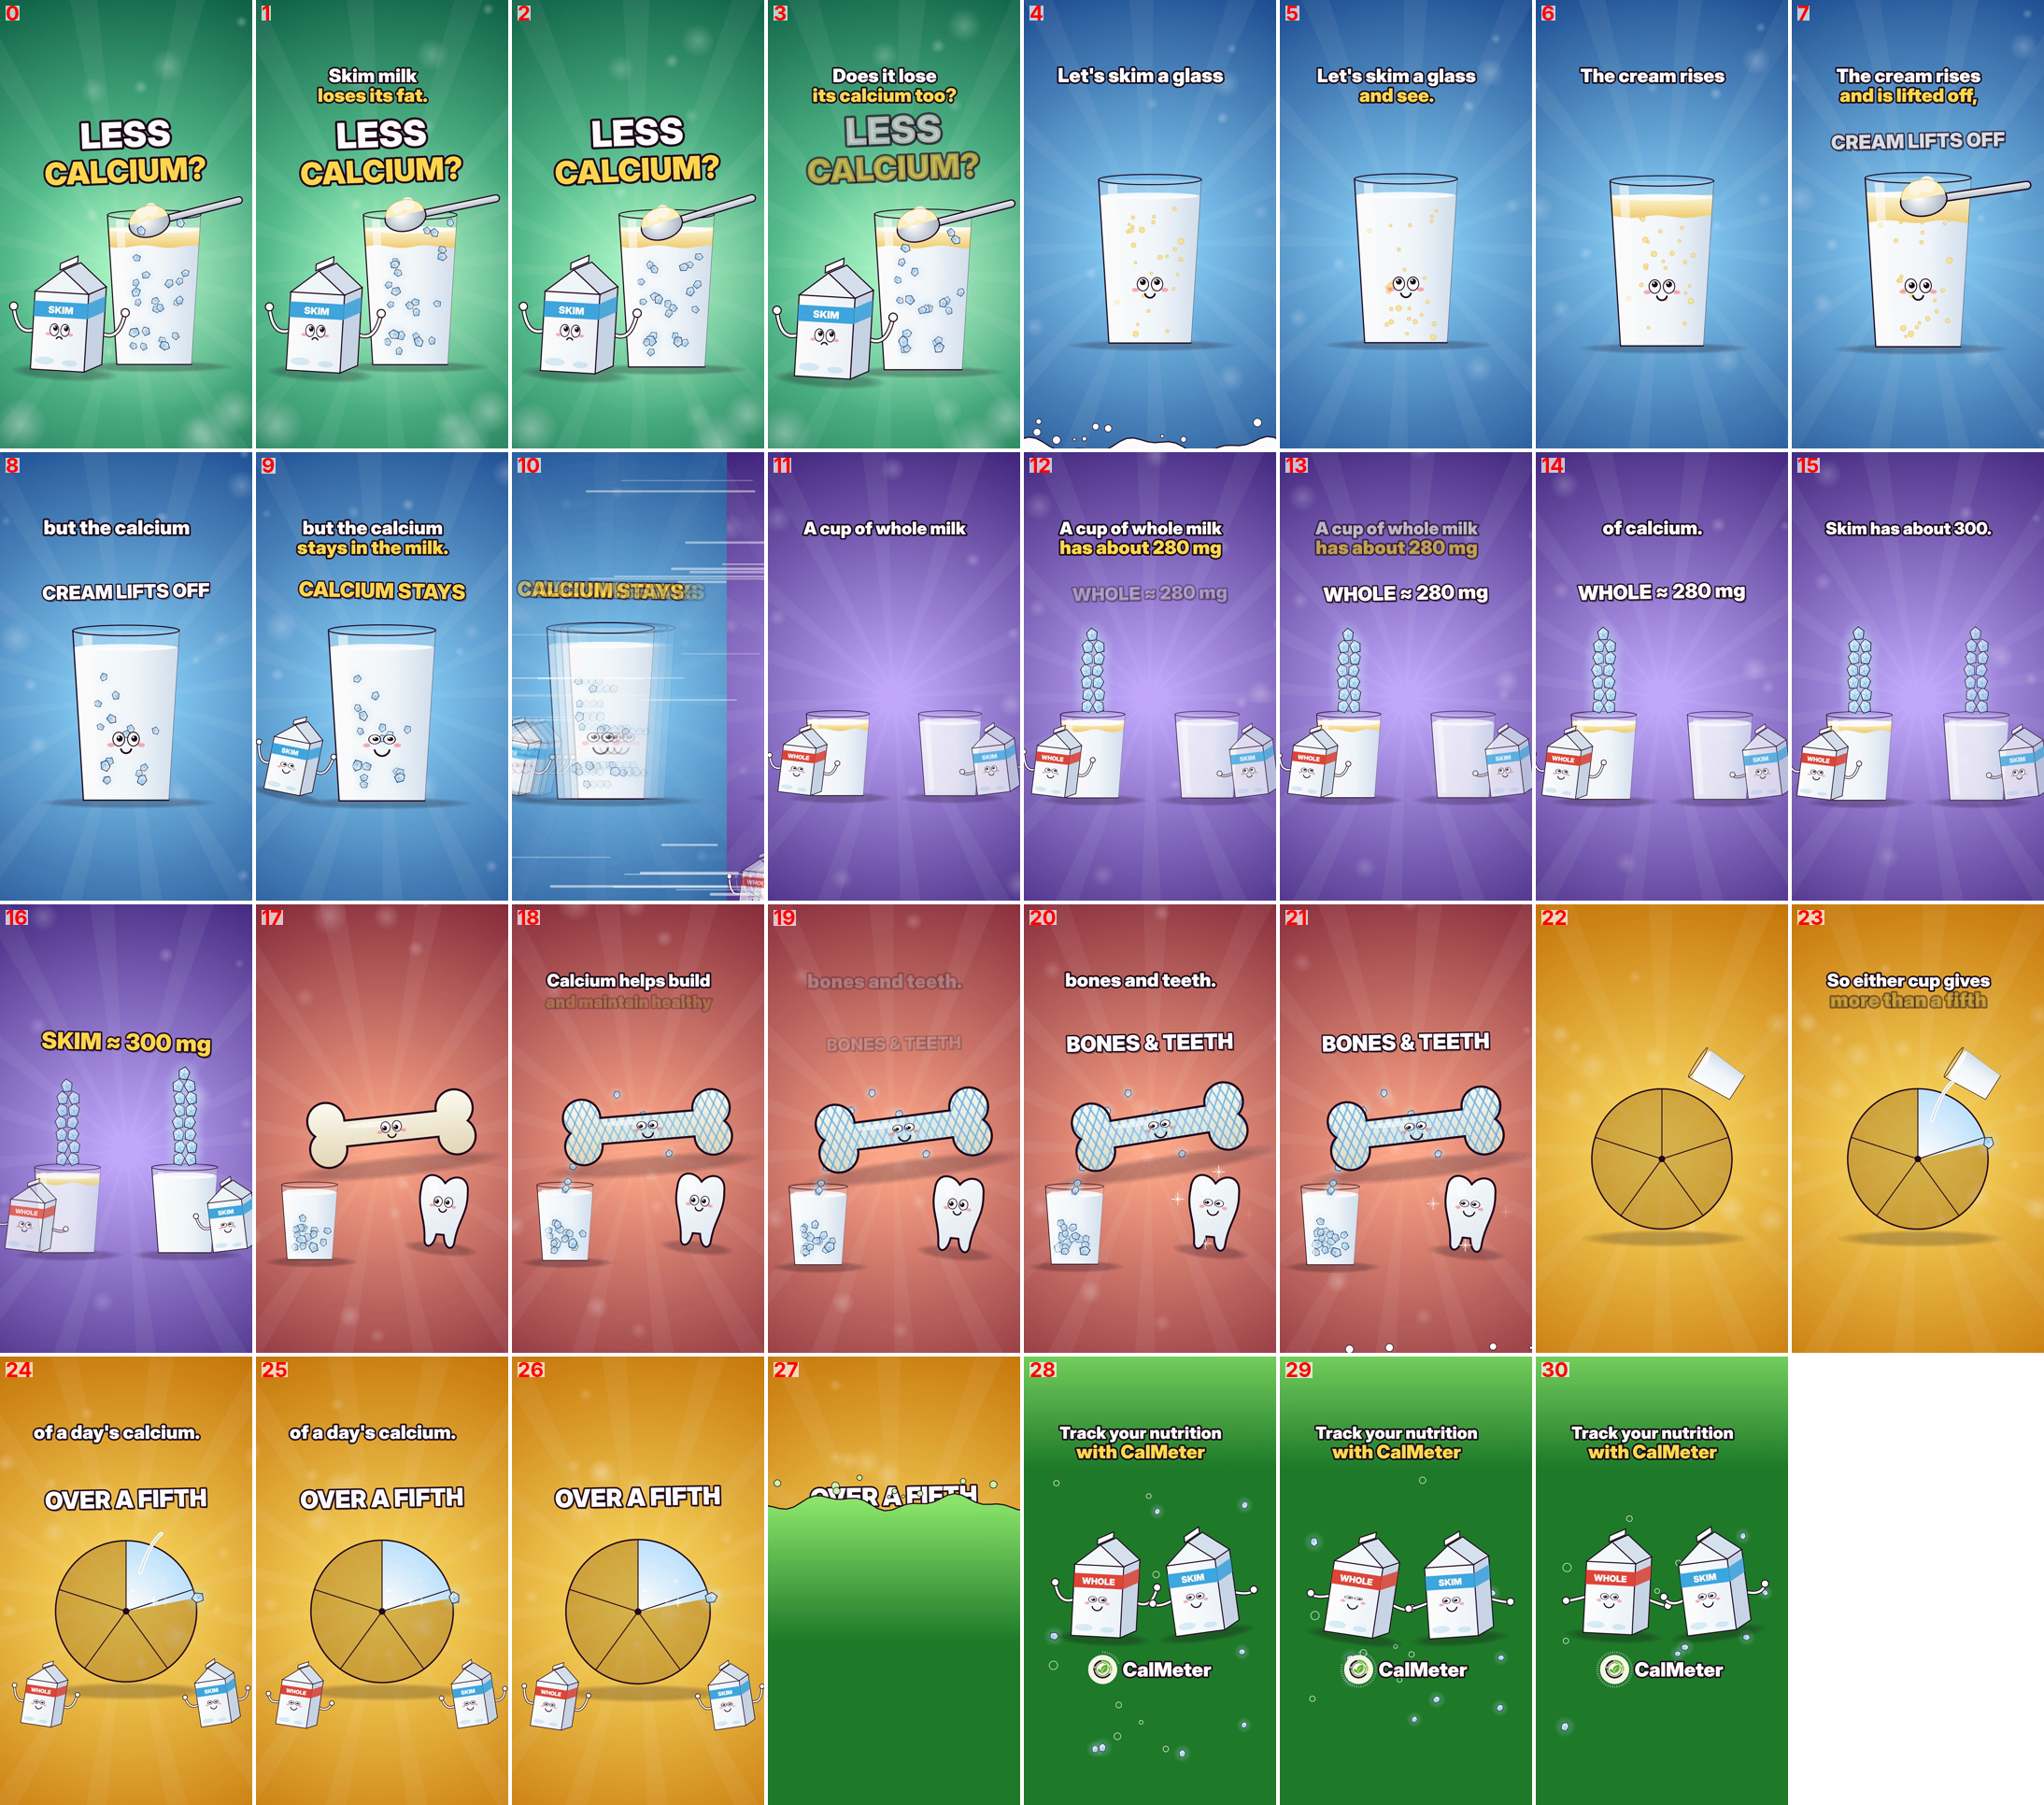 0
SKIM
LESS
CALCIUM?
1
Skim milk
loses its fat.
LESS
CALCIUM?
SKIM
2
LESS
CALCIUM?
SKIM
3
Does it lose
its calcium too?
LESS
CALCIUM?
SKIM
4
Let's skim a glass
5
Let's skim a glass
and see.
6
The cream rises
7
The cream rises
and is lifted off,
CREAM LIFTS OFF
8
but the calcium
CREAM LIFTS OFF
9
but the calcium
stays in the milk.
CALCIUM STAYS
SKIM
10
CALCIUM STAYS
11
A cup of whole milk
WHOLE
SKIM
12
A cup of whole milk
has about 280 mg
WHOLE ≈ 280 mg
WHOLE
SKIM
13
A cup of whole milk
has about 280 mg
WHOLE ≈ 280 mg
WHOLE
SKIM
14
of calcium.
WHOLE ≈ 280 mg
WHOLE
SKIM
15
Skim has about 300.
WHOLE
SKIM
16
SKIM ≈ 300 mg
WHOLE
SKIM
17
18
Calcium helps build
and maintain healthy
19
bones and teeth.
BONES & TEETH
20
bones and teeth.
BONES & TEETH
21
BONES & TEETH
22
23
So either cup gives
more than a fifth
24
of a day's calcium.
OVER A FIFTH
WHOLE
SKIM
25
of a day's calcium.
OVER A FIFTH
WHOLE
SKIM
26
OVER A FIFTH
WHOLE
SKIM
27
OVER A FIFTH
28
Track your nutrition
with CalMeter
WHOLE
SKIM
CalMeter
29
Track your nutrition
with CalMeter
WHOLE
SKIM
CalMeter
30
Track your nutrition
with CalMeter
WHOLE
SKIM
CalMeter